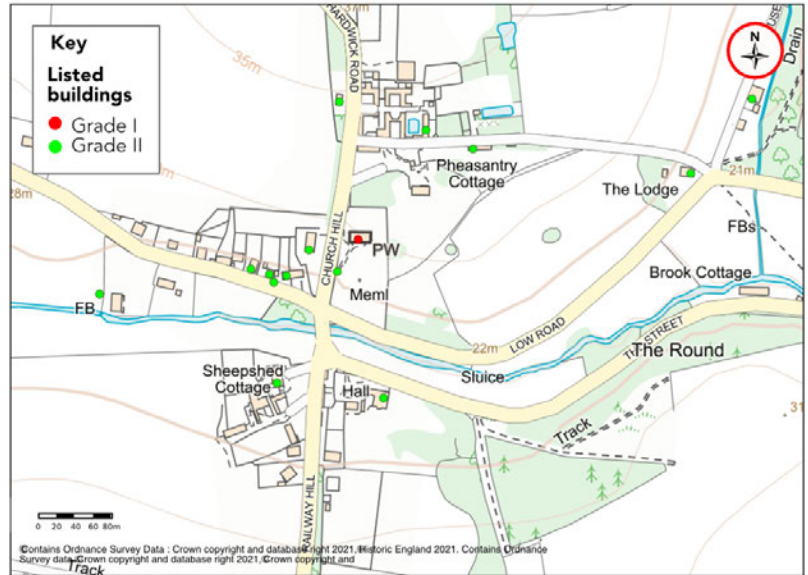 Key
Listed
buildings
Grade I
Grade II
37m
HARDWICK ROAD
35m
N
Drain
Pheasantry
Cottage
The Lodge
21m
28m
CHURCH HILL
PW
Meml
FBs
Brook Cottage
FB
22m
LOW ROAD
THE STREET
The Round
Sluice
Sheepshed
Cottage
Hall
Track
31
RAILWAY HILL
0 20 40 60 80m
©Contains Ordnance Survey Data : Crown copyright and database right 2021, Historic England 2021. Contains Ordnance
Survey data Crown copyright and database right 2021, Crown copyright and
Track